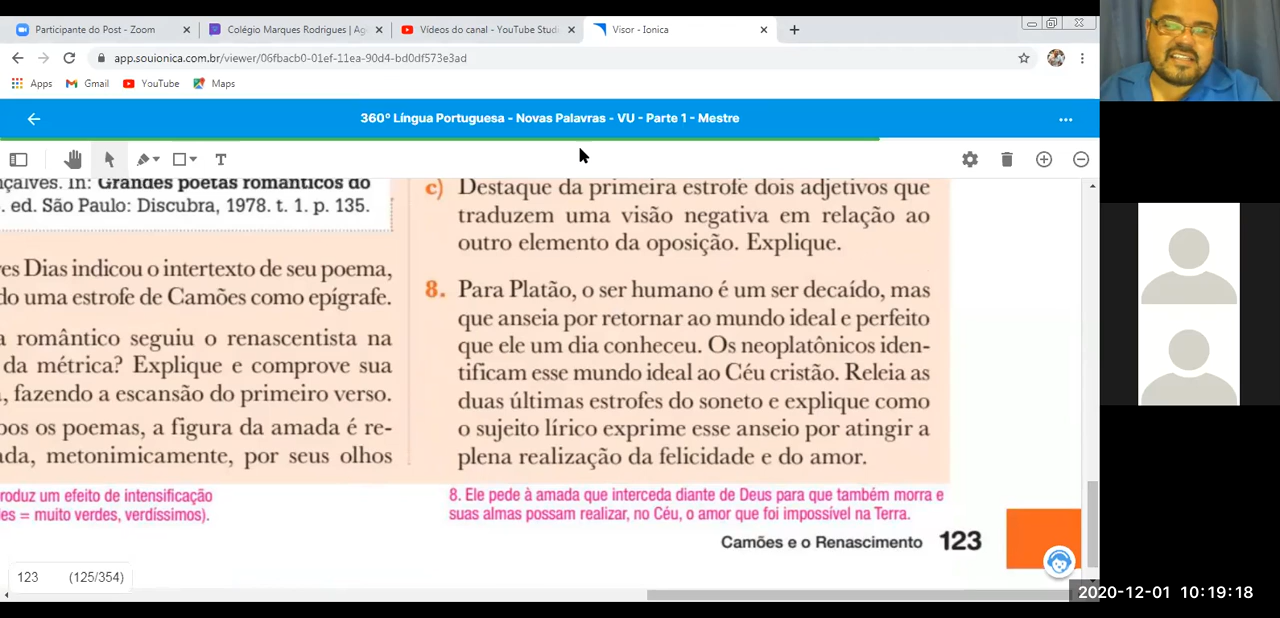 Participante do Post - Zoom
Colégio Marques Rodrigues | Ag
Vídeos do canal - YouTube Studi
Visor - Ionica
app.souionica.com.br/viewer/06fbacb0-01ef-11ea-90d4-bd0df573e3ad
Apps
Gmail
YouTube
Maps
360º Língua Portuguesa - Novas Palavras - VU - Parte 1 - Mestre
T
nçalves. In: Grandes poetas românticos do
. ed. São Paulo: Discubra, 1978. t. 1. p. 135.
res Dias indicou o intertexto de seu poema,
do uma estrofe de Camões como epígrafe.
a romântico seguiu o renascentista na
da métrica? Explique e comprove sua
a, fazendo a escansão do primeiro verso.
bos os poemas, a figura da amada é re-
ada, metonimicamente, por seus olhos
roduz um efeito de intensificação
des = muito verdes, verdíssimos).
c) Destaque da primeira estrofe dois adjetivos que
traduzem uma visão negativa em relação ao
outro elemento da oposição. Explique.
8. Para Platão, o ser humano é um ser decaído, mas
que anseia por retornar ao mundo ideal e perfeito
que ele um dia conheceu. Os neoplatônicos iden-
tificam esse mundo ideal ao Céu cristão. Releia as
duas últimas estrofes do soneto e explique como
o sujeito lírico exprime esse anseio por atingir a
plena realização da felicidade e do amor.
8. Ele pede à amada que interceda diante de Deus para que também morra e
suas almas possam realizar, no Céu, o amor que foi impossível na Terra.
Camões e o Renascimento 123
123 (125/354)
2020-12-01 10:19:18